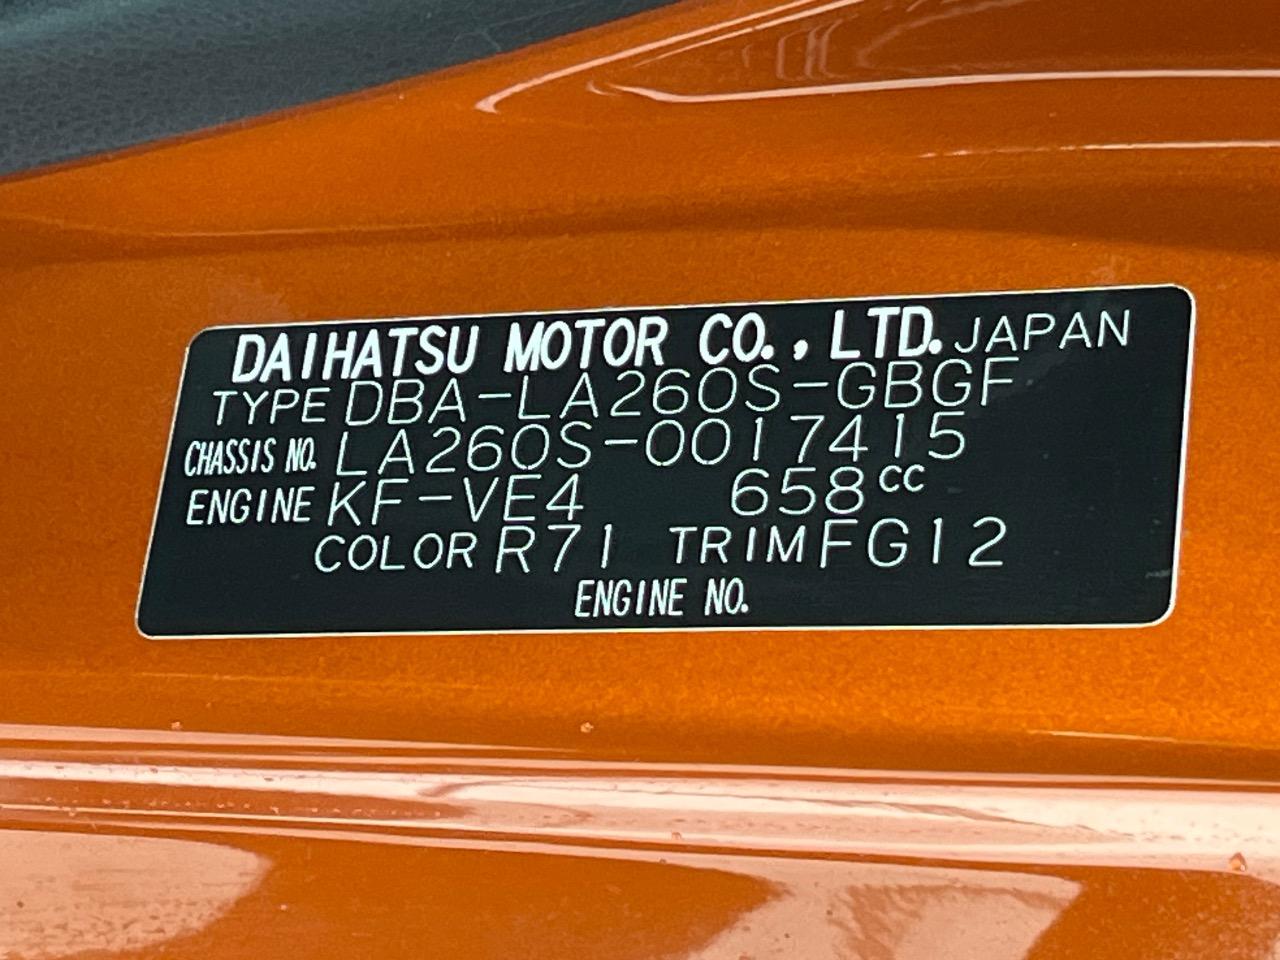 DAIHATSU MOTOR CO., LTD. JAPAN
TYPE DBA-LA260S-GBGF
CHASSIS NO. LA260S-0017415
ENGINE KF-VE4 658CC
COLOR R71 TRIM FG12
ENGINE NO.